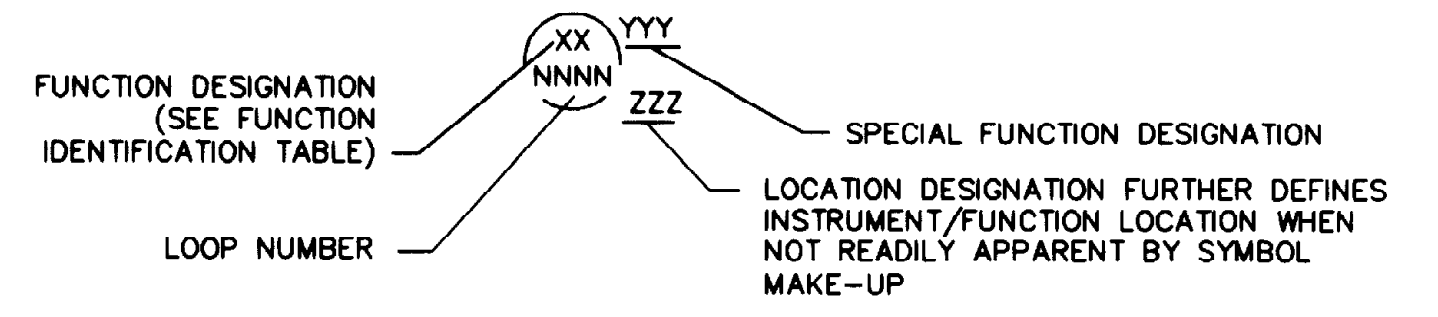 XX YYY
NNNN
ZZZ
FUNCTION DESIGNATION
(SEE FUNCTION
IDENTIFICATION TABLE)
LOOP NUMBER
SPECIAL FUNCTION DESIGNATION
LOCATION DESIGNATION FURTHER DEFINES
INSTRUMENT/FUNCTION LOCATION WHEN
NOT READILY APPARENT BY SYMBOL
MAKE-UP